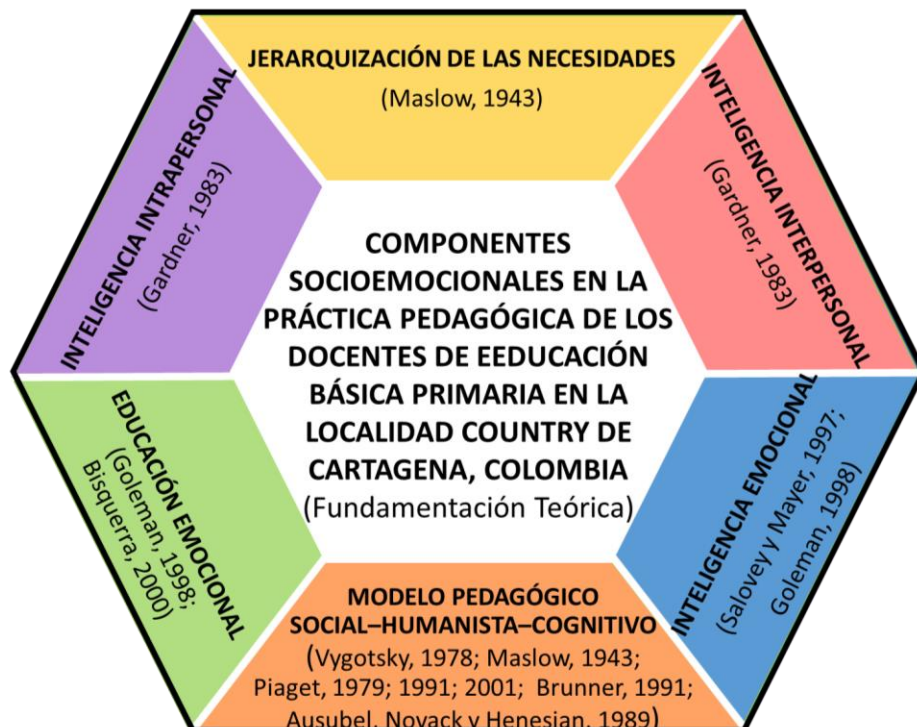 JERARQUIZACIÓN DE LAS NECESIDADES
(Maslow, 1943)
INTELIGENCIA INTERPERSONAL
(Gardner, 1983)
INTELIGENCIA EMOCIONAL
(Salovey y Mayer, 1997;
Goleman, 1998)
MODELO PEDAGÓGICO
SOCIAL–HUMANISTA–COGNITIVO
(Vygotsky, 1978; Maslow, 1943;
Piaget, 1979; 1991; 2001; Brunner, 1991;
Ausubel, Novack y Henesian, 1989)
EDUCACIÓN EMOCIONAL
(Goleman, 1998;
Bisquerra, 2000)
INTELIGENCIA INTRAPERSONAL
(Gardner, 1983)
COMPONENTES
SOCIOEMOCIONALES EN LA
PRÁCTICA PEDAGÓGICA DE LOS
DOCENTES DE EEDUCACIÓN
BÁSICA PRIMARIA EN LA
LOCALIDAD COUNTRY DE
CARTAGENA, COLOMBIA
(Fundamentación Teórica)